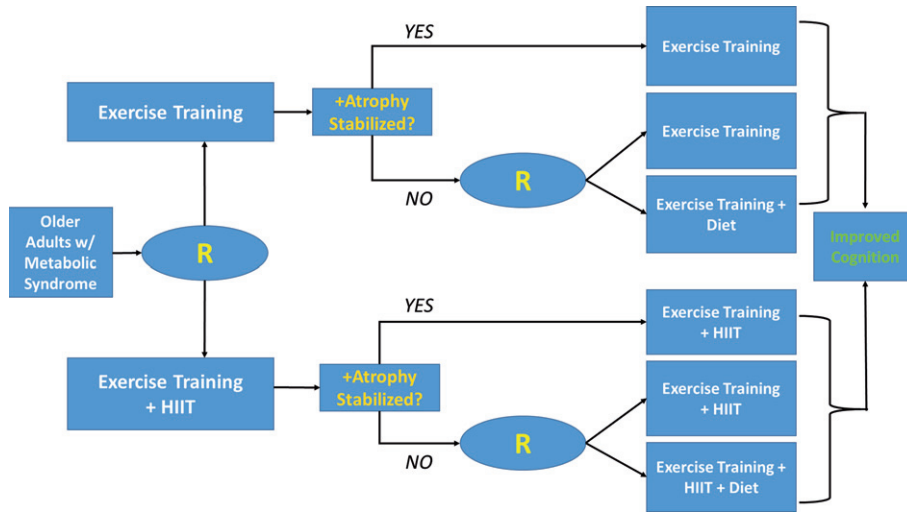 YES
Exercise Training
Exercise Training
+Atrophy
Stabilized?
Exercise Training
R
NO
Exercise Training +
Diet
Older
Adults w/
Metabolic
Syndrome
R
Improved
Cognition
YES
Exercise Training
+ HIIT
Exercise Training
+ HIIT
+Atrophy
Stabilized?
Exercise Training
+ HIIT
R
NO
Exercise Training +
HIIT + Diet